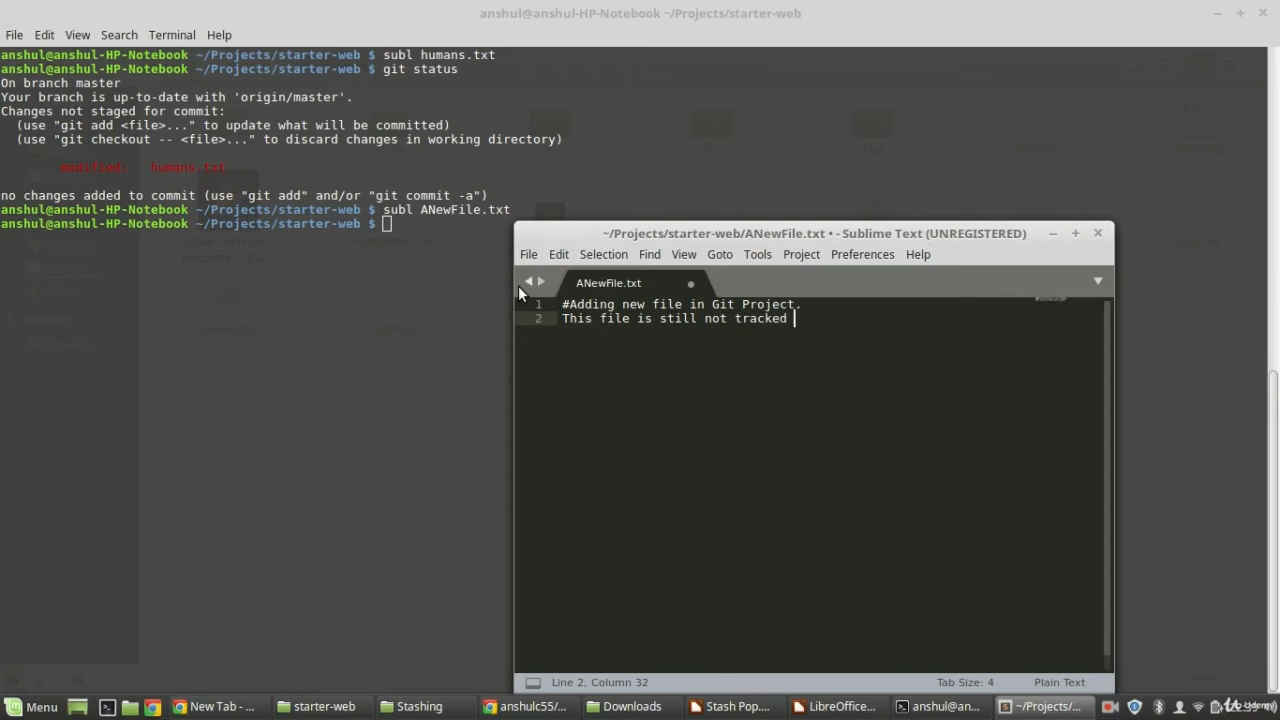 anshul@anshul-HP-Notebook ~/Projects/starter-web
File Edit View Search Terminal Help
anshul@anshul-HP-Notebook ~/Projects/starter-web $ subl humans.txt
anshul@anshul-HP-Notebook ~/Projects/starter-web $ git status
On branch master
Your branch is up-to-date with 'origin/master'.
Changes not staged for commit:
(use "git add <file>..." to update what will be committed)
(use "git checkout -- <file>..." to discard changes in working directory)
modified: humans.txt
no changes added to commit (use "git add" and/or "git commit -a")
anshul@anshul-HP-Notebook ~/Projects/starter-web $ subl ANewFile.txt
anshul@anshul-HP-Notebook ~/Projects/starter-web $
~/Projects/starter-web/ANewFile.txt • - Sublime Text (UNREGISTERED)
File Edit Selection Find View Goto Tools Project Preferences Help
ANewFile.txt
1 #Adding new file in Git Project.
2 This file is still not tracked
Line 2, Column 32 Tab Size: 4 Plain Text
Menu New Tab - ... starter-web Stashing anshulc55/... Downloads Stash Pop.... LibreOffice... anshul@an... ~/Projects/...